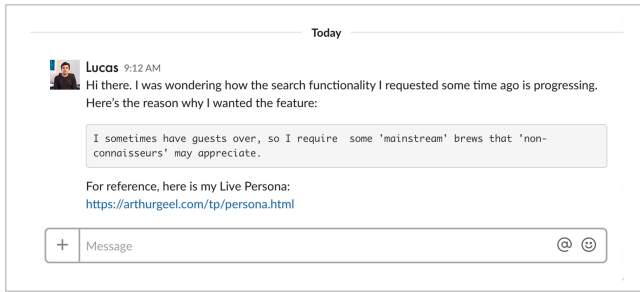 Today
Lucas 9:12 AM
Hi there. I was wondering how the search functionality I requested some time ago is progressing.
Here's the reason why I wanted the feature:
I sometimes have guests over, so I require  some 'mainstream' brews that 'non-
connaisseurs' may appreciate.
For reference, here is my Live Persona:
https://arthurgeel.com/tp/persona.html
+ Message @